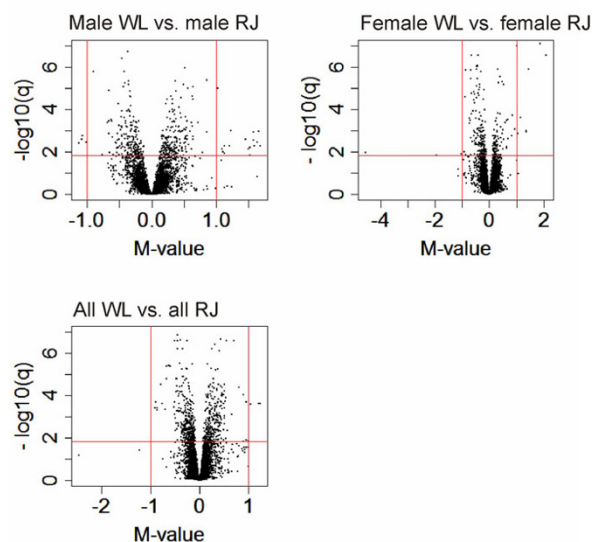 Male WL vs. male RJ
-log10(q)
6
4
2
0
-1.0 0.0 1.0
M-value
Female WL vs. female RJ
- log10(q)
6
4
2
0
-4 -2 0 2
M-value
All WL vs. all RJ
- log10(q)
6
4
2
0
-2 -1 0 1
M-value